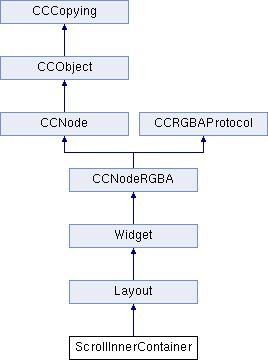 CCCopying
CCObject
CCNode
CCRGBAProtocol
CCNodeRGBA
Widget
Layout
ScrollInnerContainer